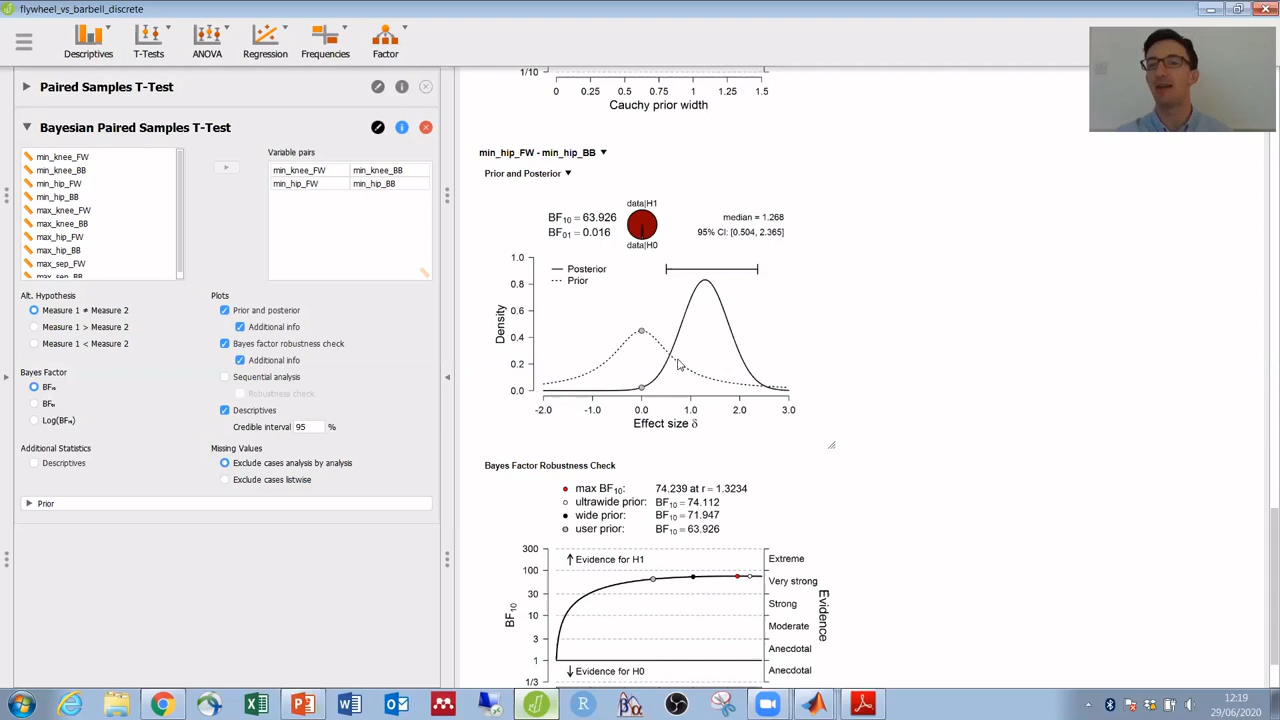 flywheel_vs_barbell_discrete
Descriptives
T-Tests
ANOVA
Regression
Frequencies
Factor
Paired Samples T-Test
Bayesian Paired Samples T-Test
min_knee_FW
min_knee_BB
min_hip_FW
min_hip_BB
max_knee_FW
max_knee_BB
max_hip_FW
max_hip_BB
max_sep_FW
max_sep_BB
Variable pairs
min_knee_FW min_knee_BB
min_hip_FW min_hip_BB
Alt. Hypothesis
Measure 1 ≠ Measure 2
Measure 1 > Measure 2
Measure 1 < Measure 2
Bayes Factor
BF₁₀
BF₀₁
Log(BF₁₀)
Additional Statistics
Descriptives
Plots
Prior and posterior
Additional info
Bayes factor robustness check
Additional info
Sequential analysis
Robustness check
Descriptives
Credible interval 95 %
Missing Values
Exclude cases analysis by analysis
Exclude cases listwise
Prior
1/10
0 0.25 0.5 0.75 1 1.25 1.5
Cauchy prior width
min_hip_FW - min_hip_BB
Prior and Posterior
data|H1
BF₁₀ = 63.926
BF₀₁ = 0.016
data|H0
median = 1.268
95% CI: [0.504, 2.365]
Posterior
Prior
1.0
0.8
0.6
0.4
0.2
0.0
Density
-2.0 -1.0 0.0 1.0 2.0 3.0
Effect size δ
Bayes Factor Robustness Check
max BF₁₀: 74.239 at r = 1.3234
ultrawide prior: BF₁₀ = 74.112
wide prior: BF₁₀ = 71.947
user prior: BF₁₀ = 63.926
300
100
30
10
3
1
1/3
BF₁₀
Evidence for H1
Evidence for H0
Extreme
Very strong
Strong
Moderate
Anecdotal
Anecdotal
Evidence
12:19
29/06/2020